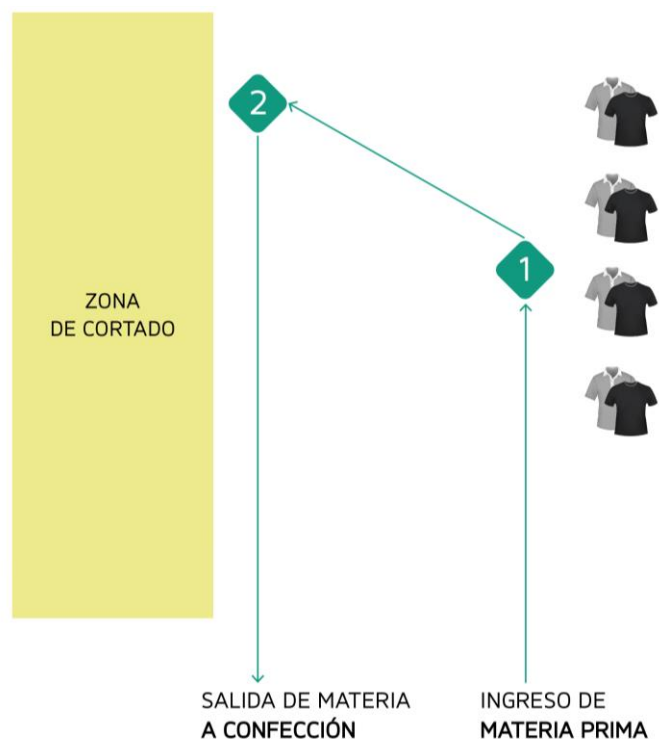 2
1
ZONA
DE CORTADO
SALIDA DE MATERIA
A CONFECCIÓN
INGRESO DE
MATERIA PRIMA